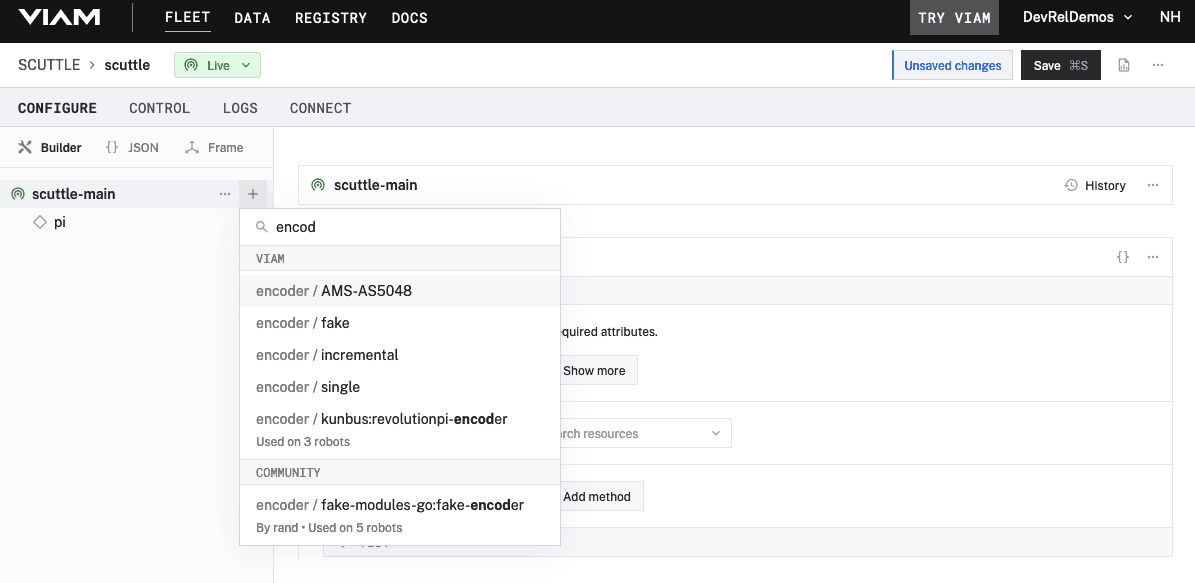 VIAM
FLEET DATA REGISTRY DOCS
TRY VIAM DevRelDemos NH
SCUTTLE > scuttle Live
Unsaved changes Save ⌘S
CONFIGURE CONTROL LOGS CONNECT
Builder {} JSON Frame
scuttle-main ··· +
pi
encod
VIAM
encoder / AMS-AS5048
encoder / fake
encoder / incremental
encoder / single
encoder / kunbus:revolutionpi-encoder
Used on 3 robots
COMMUNITY
encoder / fake-modules-go:fake-encoder
By rand • Used on 5 robots
scuttle-main
History ···
{} ···
equired attributes.
Show more
rch resources
Add method